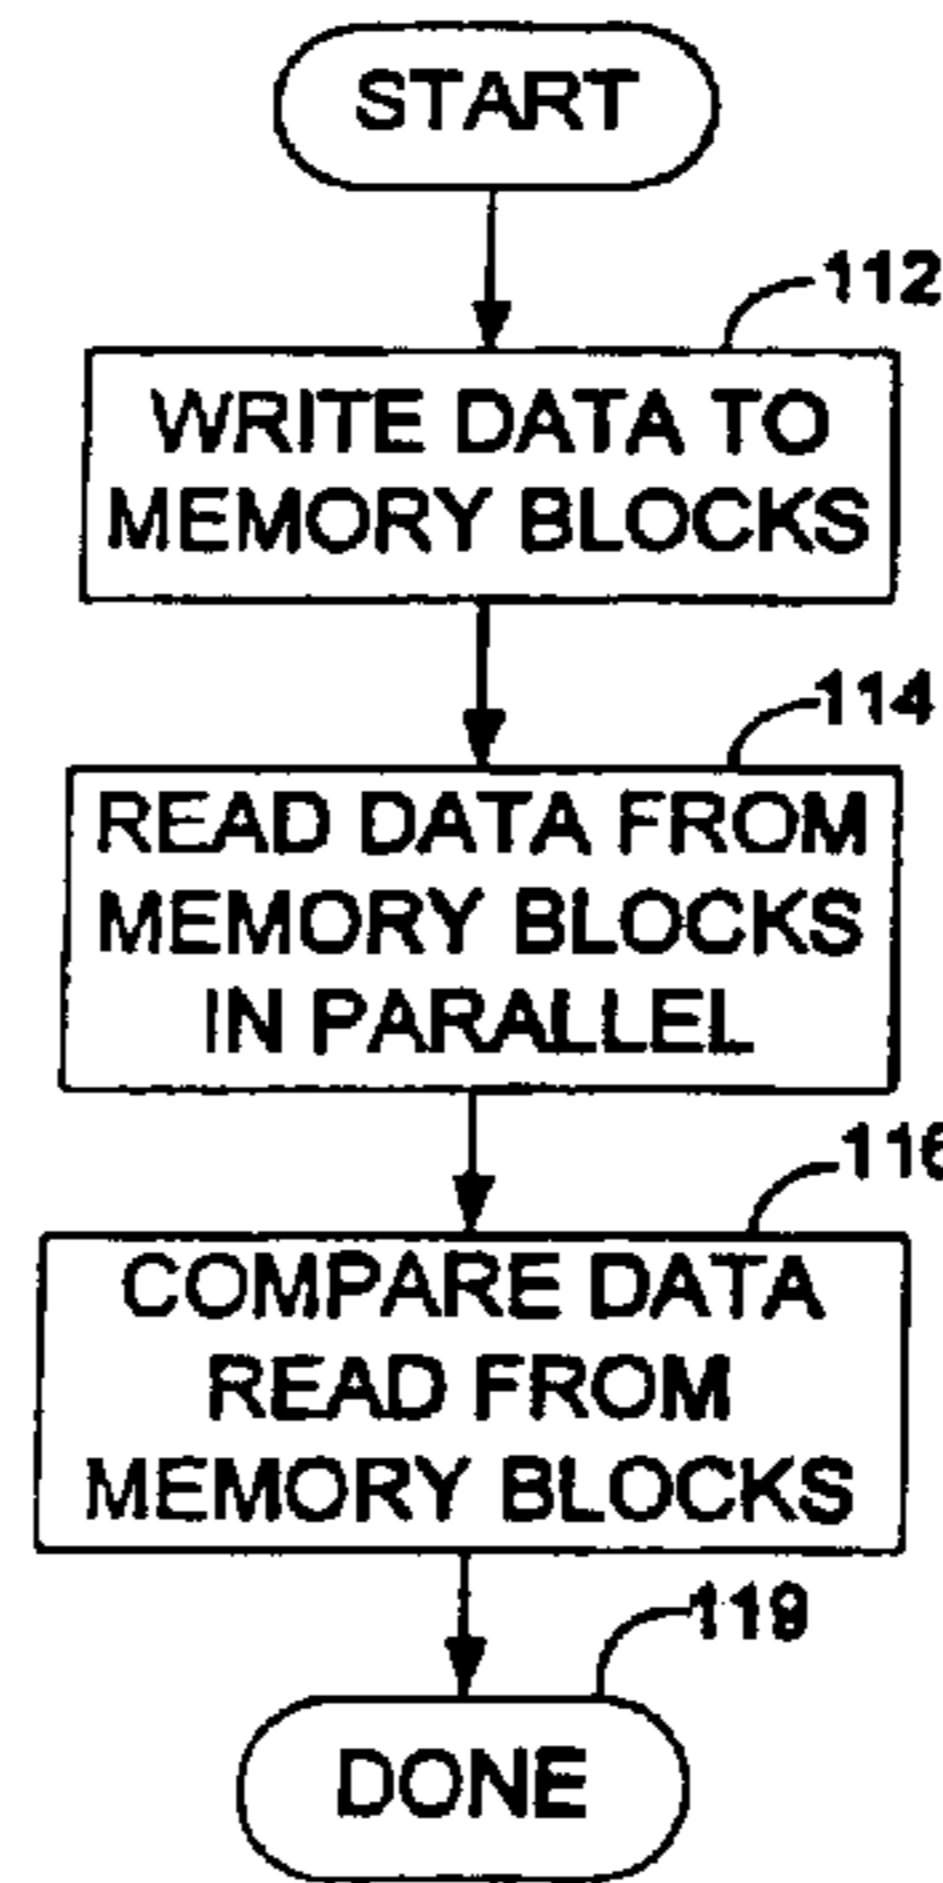 START
112
WRITE DATA TO
MEMORY BLOCKS
114
READ DATA FROM
MEMORY BLOCKS
IN PARALLEL
116
COMPARE DATA
READ FROM
MEMORY BLOCKS
119
DONE